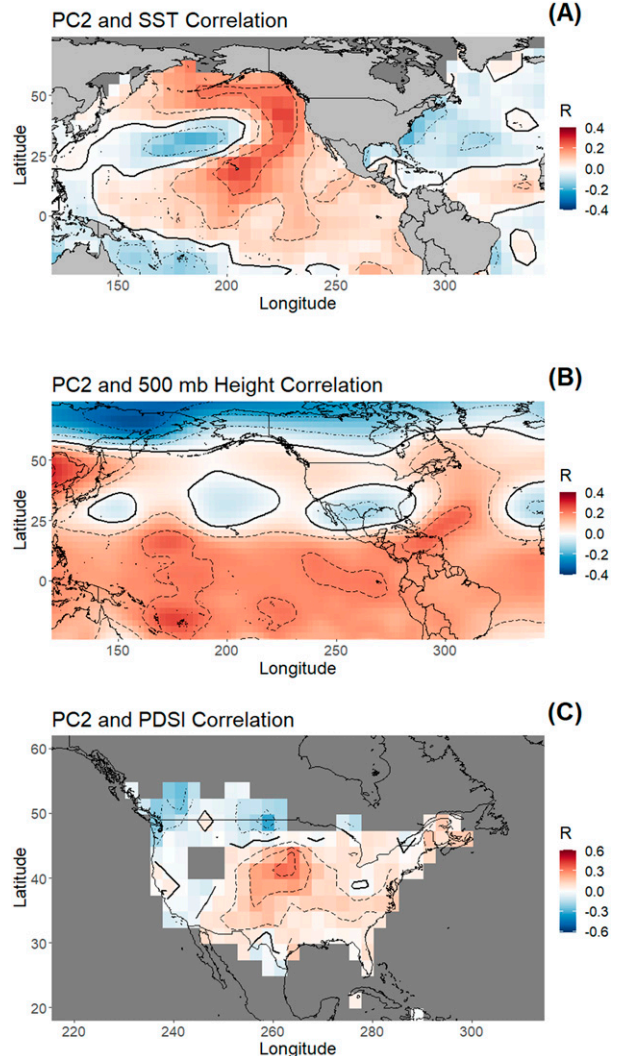 PC2 and SST Correlation
(A)
50
25
0
Latitude
150
200
250
300
Longitude
R
0.4
0.2
0.0
-0.2
-0.4
PC2 and 500 mb Height Correlation
(B)
50
25
0
Latitude
150
200
250
300
Longitude
R
0.4
0.2
0.0
-0.2
-0.4
PC2 and PDSI Correlation
(C)
60
50
40
30
20
Latitude
220
240
260
280
300
Longitude
R
0.6
0.3
0.0
-0.3
-0.6